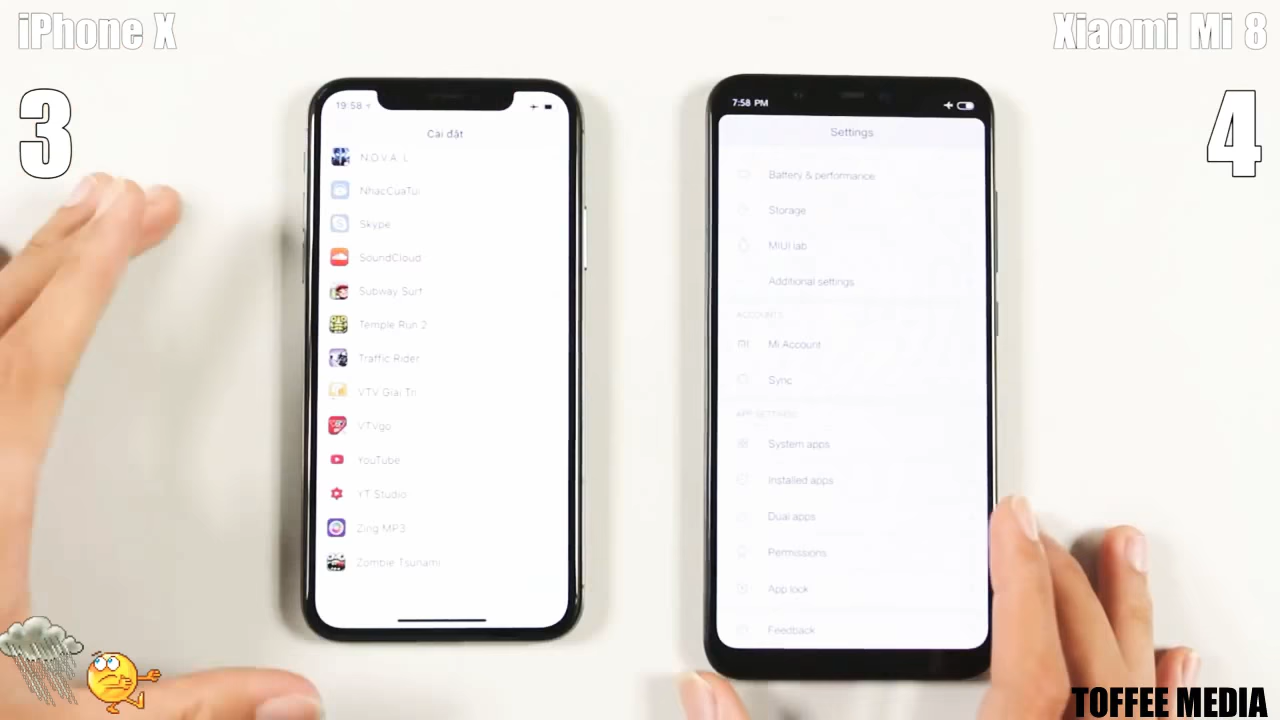 iPhone X
Xiaomi Mi 8
3
4
19:58
Cài đặt
N.O.V.A. L
NhacCuaTui
Skype
SoundCloud
Subway Surf
Temple Run 2
Traffic Rider
VTV Giai Tri
VTVgo
YouTube
YT Studio
Zing MP3
Zombie Tsunami
7:58 PM
Settings
Battery & performance
Storage
MIUI lab
Additional settings
ACCOUNTS
Mi Account
Sync
APP SETTINGS
System apps
Installed apps
Dual apps
Permissions
App lock
Feedback
TOFFEE MEDIA